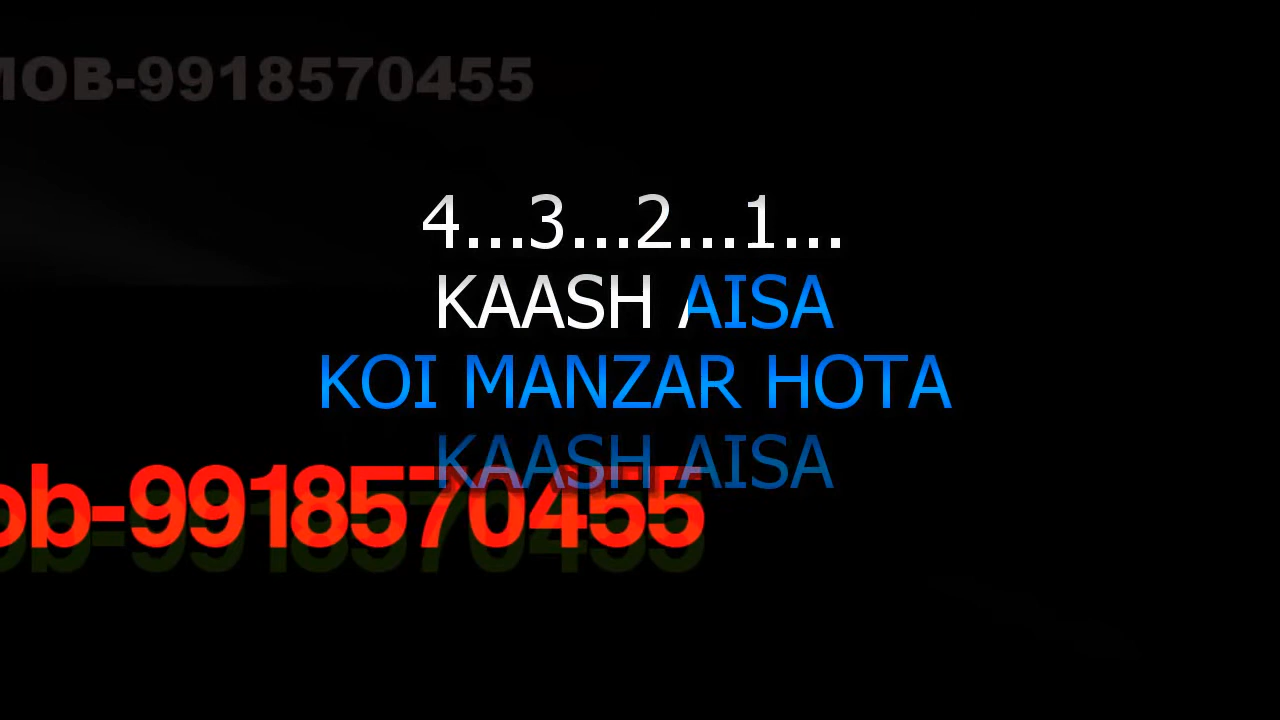 MOB-9918570455
4...3...2...1...
KAASH AISA
KOI MANZAR HOTA
KAASH AISA
ob-9918570455